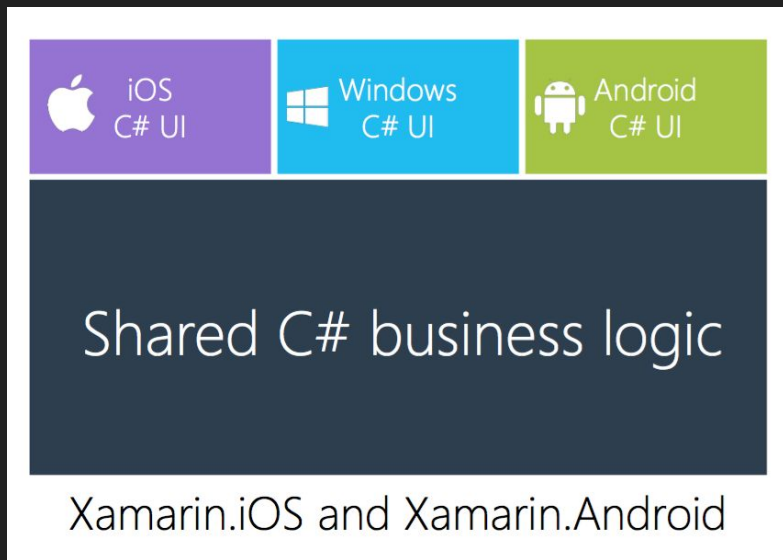 iOS
C# UI
Windows
C# UI
Android
C# UI
Shared C# business logic
Xamarin.iOS and Xamarin.Android